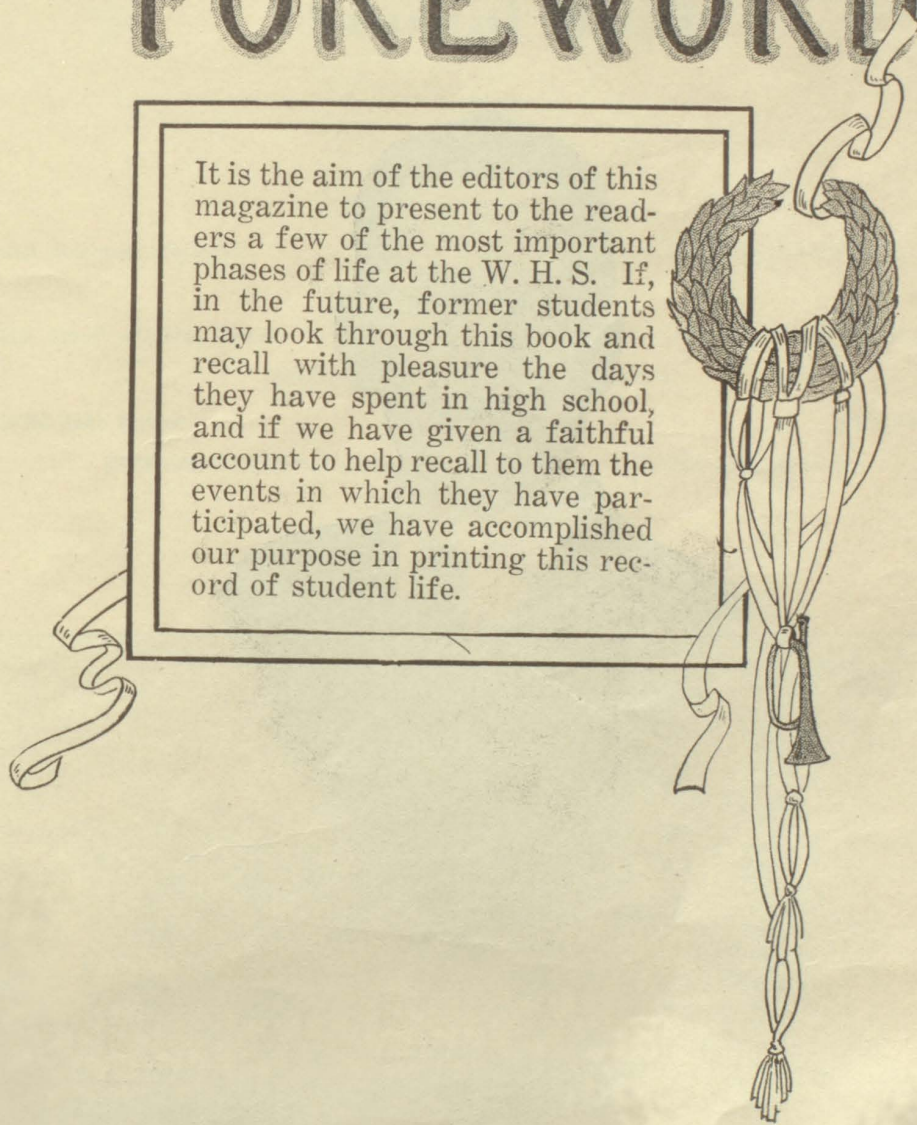 FOREWORD
It is the aim of the editors of this
magazine to present to the read-
ers a few of the most important
phases of life at the W. H. S. If,
in the future, former students
may look through this book and
recall with pleasure the days
they have spent in high school,
and if we have given a faithful
account to help recall to them the
events in which they have par-
ticipated, we have accomplished
our purpose in printing this rec-
ord of student life.